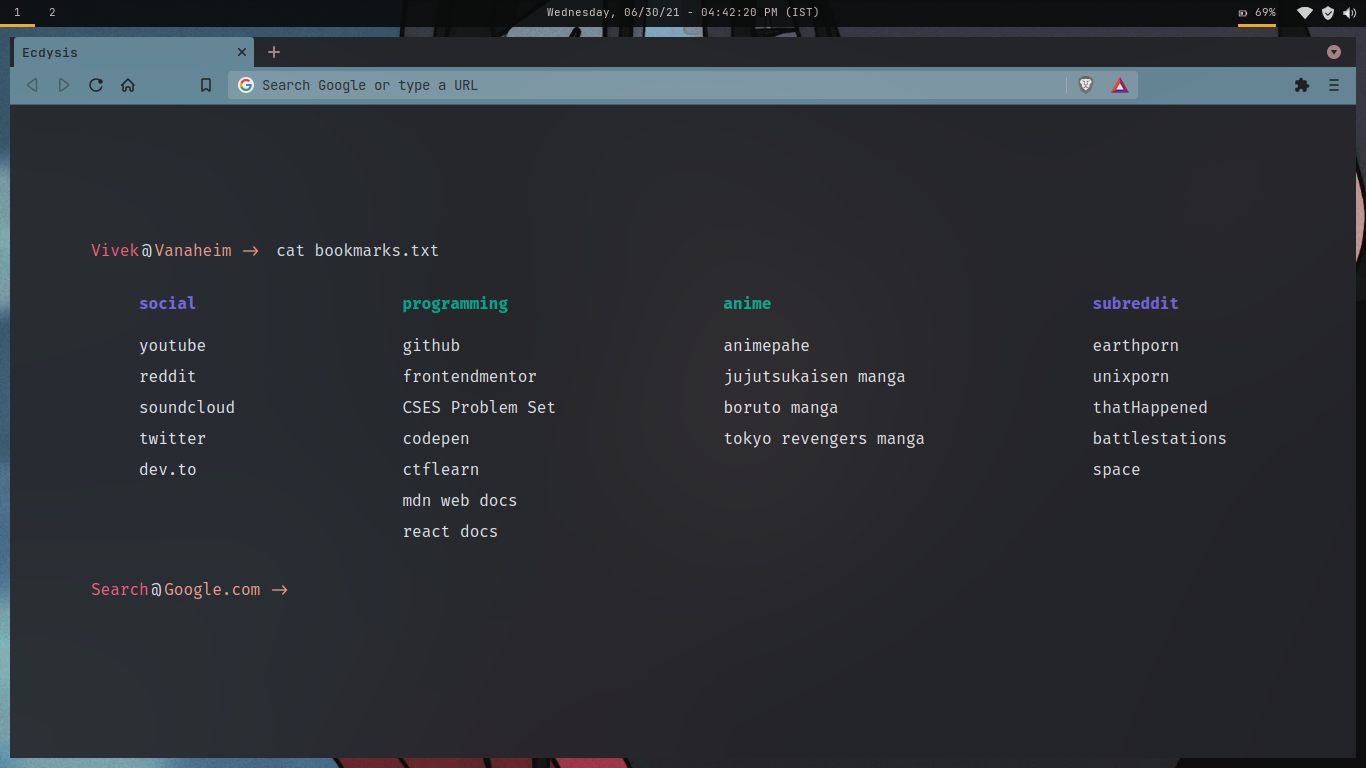 1 2 Wednesday, 06/30/21 - 04:42:20 PM (IST) 69%
Ecdysis
Search Google or type a URL
Vivek@Vanaheim -> cat bookmarks.txt
social programming anime subreddit
youtube github animepahe earthporn
reddit frontendmentor jujutsukaisen manga unixporn
soundcloud CSES Problem Set boruto manga thatHappened
twitter codepen tokyo revengers manga battlestations
dev.to ctflearn space
mdn web docs
react docs
Search@Google.com ->